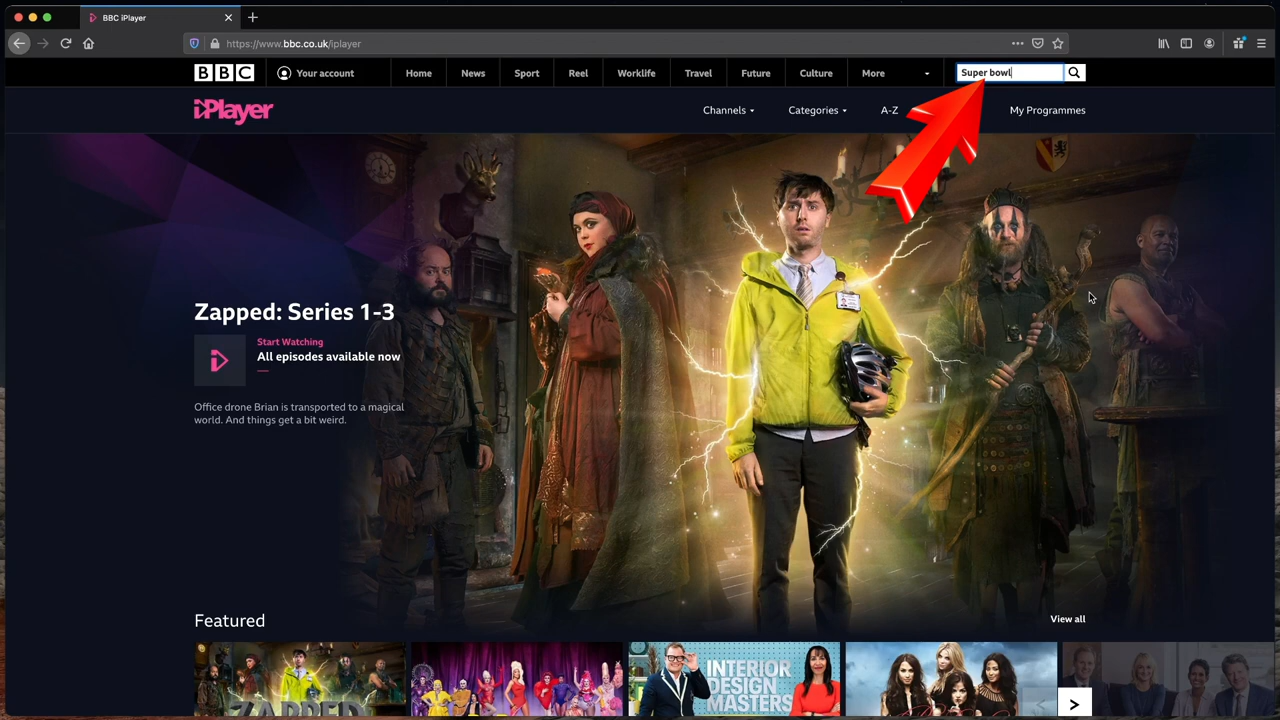 BBC iPlayer
https://www.bbc.co.uk/iplayer
BBC
Your account
Home
News
Sport
Reel
Worklife
Travel
Future
Culture
More
Super bowl
iPlayer
Channels
Categories
A-Z
My Programmes
Zapped: Series 1-3
Start Watching
All episodes available now
Office drone Brian is transported to a magical
world. And things get a bit weird.
Featured
View all
ZAPPED
INTERIOR
DESIGN
MASTERS